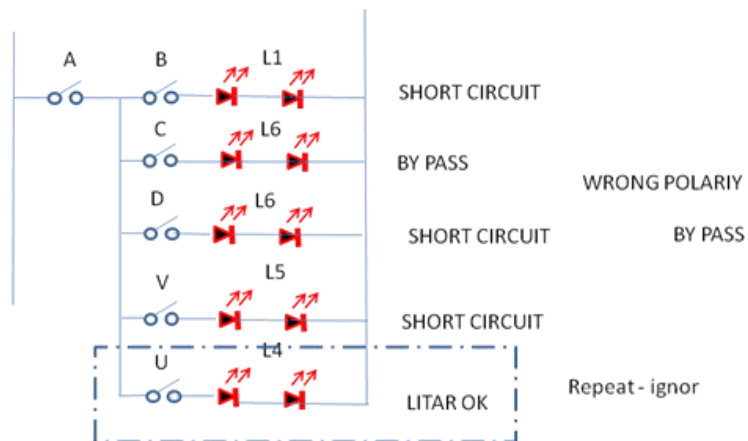 A B L1
SHORT CIRCUIT
C L6
BY PASS
WRONG POLARIY
D L6
SHORT CIRCUIT BY PASS
V L5
SHORT CIRCUIT
U L4
Repeat - ignor
LITAR OK